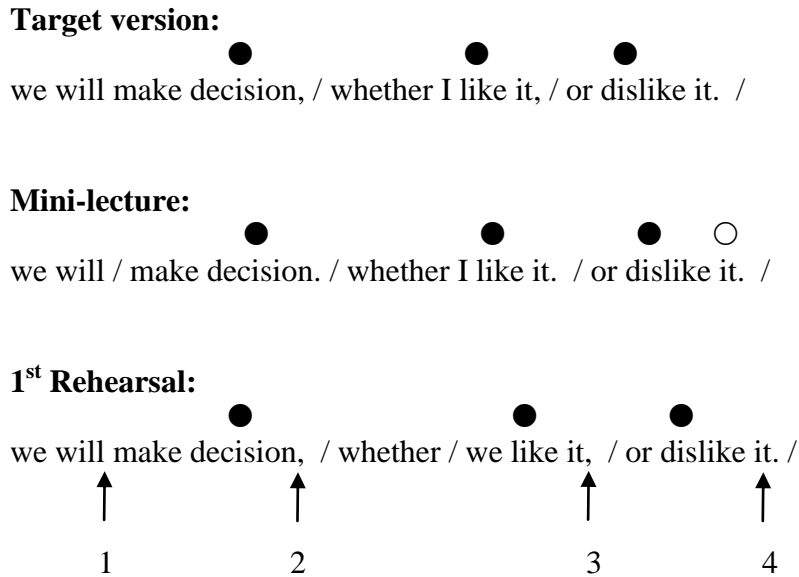 Target version:
● ● ●
we will make decision, / whether I like it, / or dislike it. /
Mini-lecture:
● ● ● ○
we will / make decision. / whether I like it. / or dislike it. /
1st Rehearsal:
● ● ●
we will make decision, / whether / we like it, / or dislike it. /
1 2 3 4